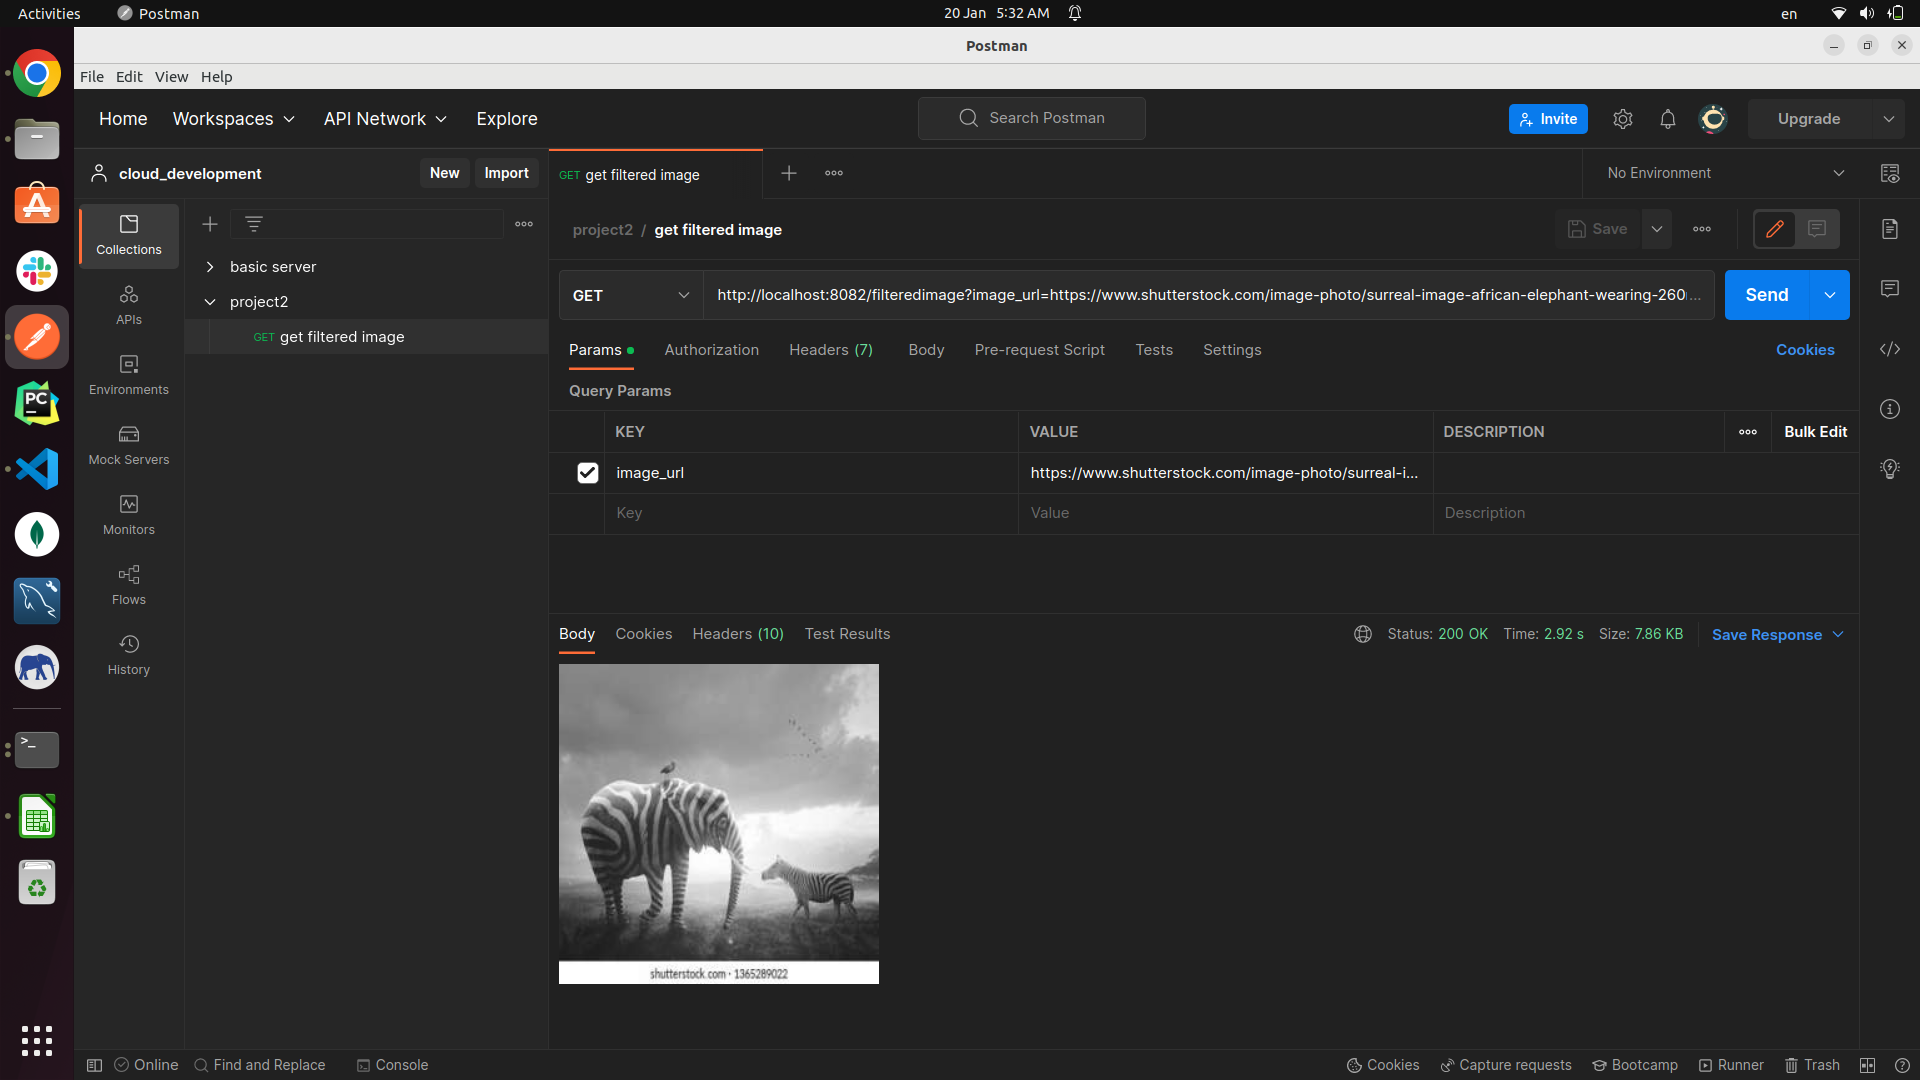 Activities
Postman
20 Jan 5:32 AM
en
Postman
File Edit View Help
Home
Workspaces
API Network
Explore
Search Postman
Invite
Upgrade
cloud_development
New
Import
GET get filtered image
No Environment
Collections
APIs
Environments
Mock Servers
Monitors
Flows
History
basic server
project2
GET get filtered image
project2 / get filtered image
Save
GET
http://localhost:8082/filteredimage?image_url=https://www.shutterstock.com/image-photo/surreal-image-african-elephant-wearing-260...
Send
Params
Authorization
Headers (7)
Body
Pre-request Script
Tests
Settings
Cookies
Query Params
KEY
VALUE
DESCRIPTION
Bulk Edit
image_url
https://www.shutterstock.com/image-photo/surreal-i...
Key
Value
Description
Body
Cookies
Headers (10)
Test Results
Status: 200 OK
Time: 2.92 s
Size: 7.86 KB
Save Response
shutterstock.com · 1365289022
PC
>_
Online
Find and Replace
Console
Cookies
Capture requests
Bootcamp
Runner
Trash